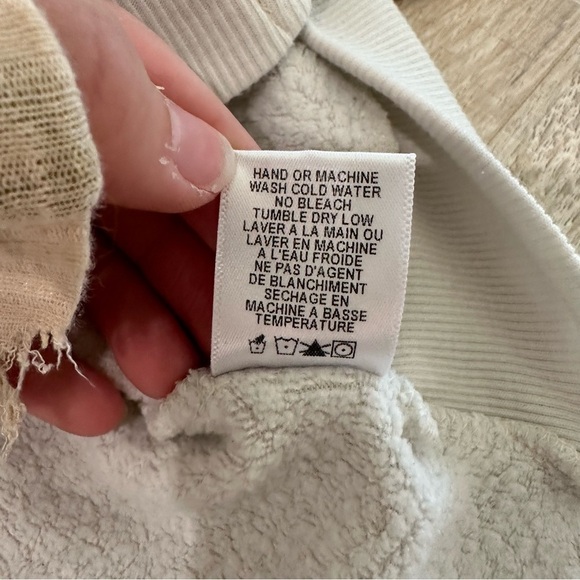 HAND OR MACHINE
WASH COLD WATER
NO BLEACH
TUMBLE DRY LOW
LAVER A LA MAIN OU
LAVER EN MACHINE
A L'EAU FROIDE
NE PAS D'AGENT
DE BLANCHIMENT
SECHAGE EN
MACHINE A BASSE
TEMPERATURE